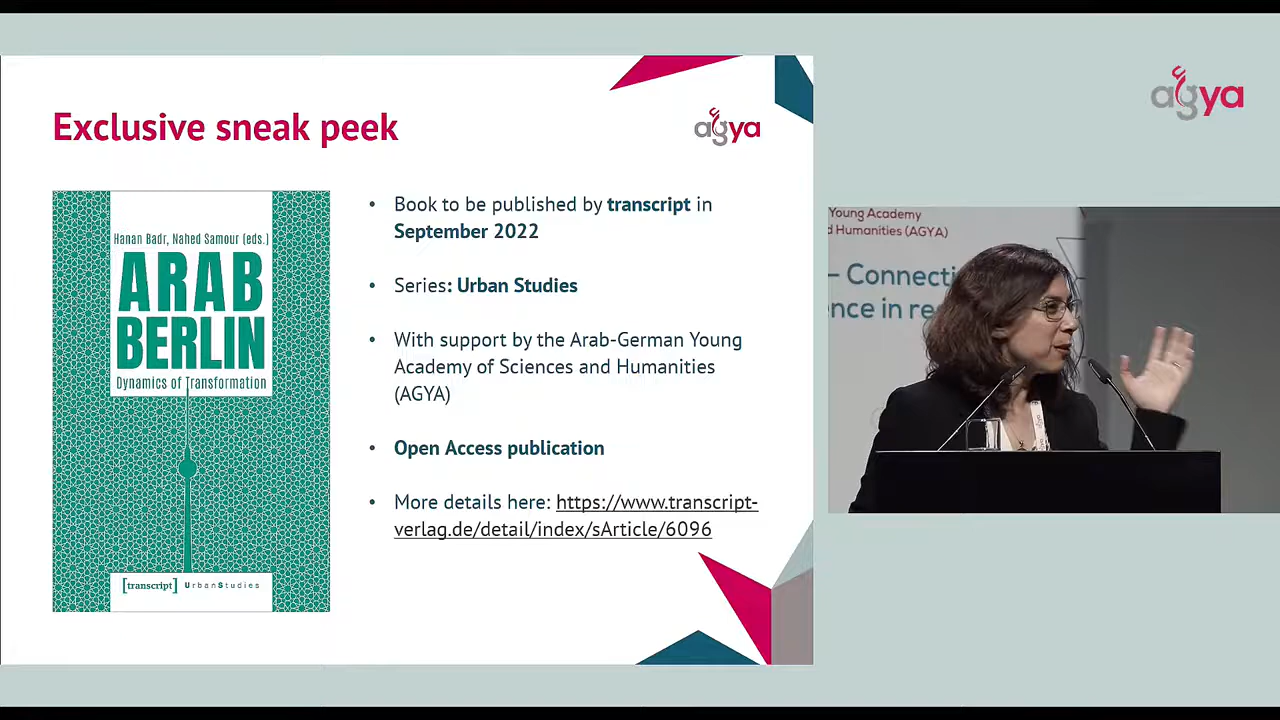 Exclusive sneak peek
agya
Hanan Badr, Nahed Samour (eds.)
ARAB
BERLIN
Dynamics of Transformation
[transcript] UrbanStudies
• Book to be published by transcript in
September 2022
• Series: Urban Studies
• With support by the Arab-German Young
Academy of Sciences and Humanities
(AGYA)
• Open Access publication
• More details here: https://www.transcript-
verlag.de/detail/index/sArticle/6096
agya
Young Academy
d Humanities (AGYA)
– Connecti
ence in re